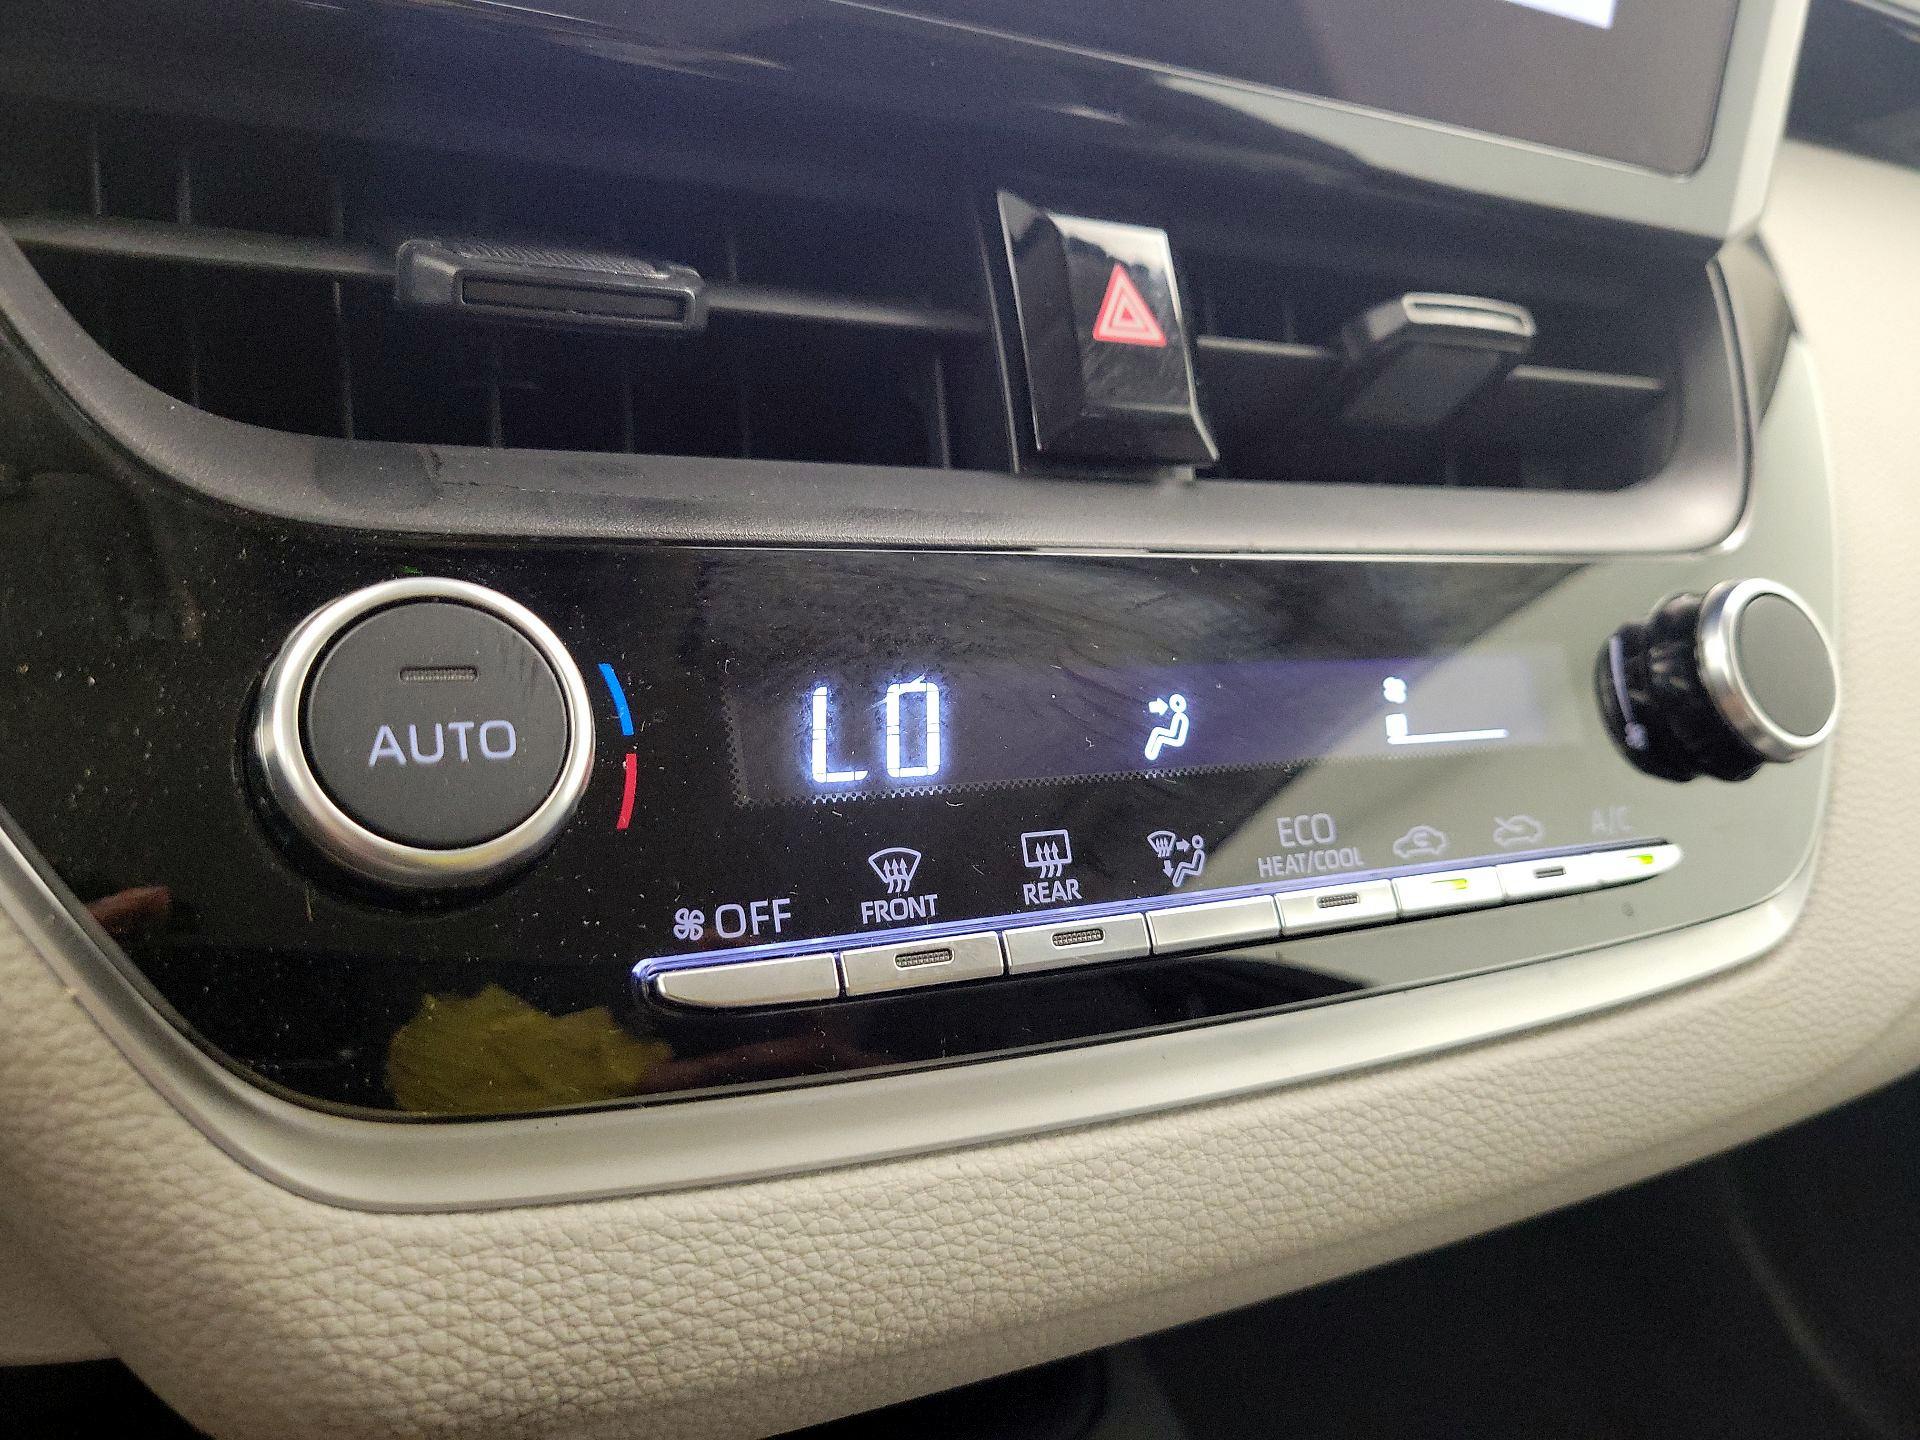 AUTO
LO
OFF
FRONT
REAR
ECO
HEAT/COOL
A/C